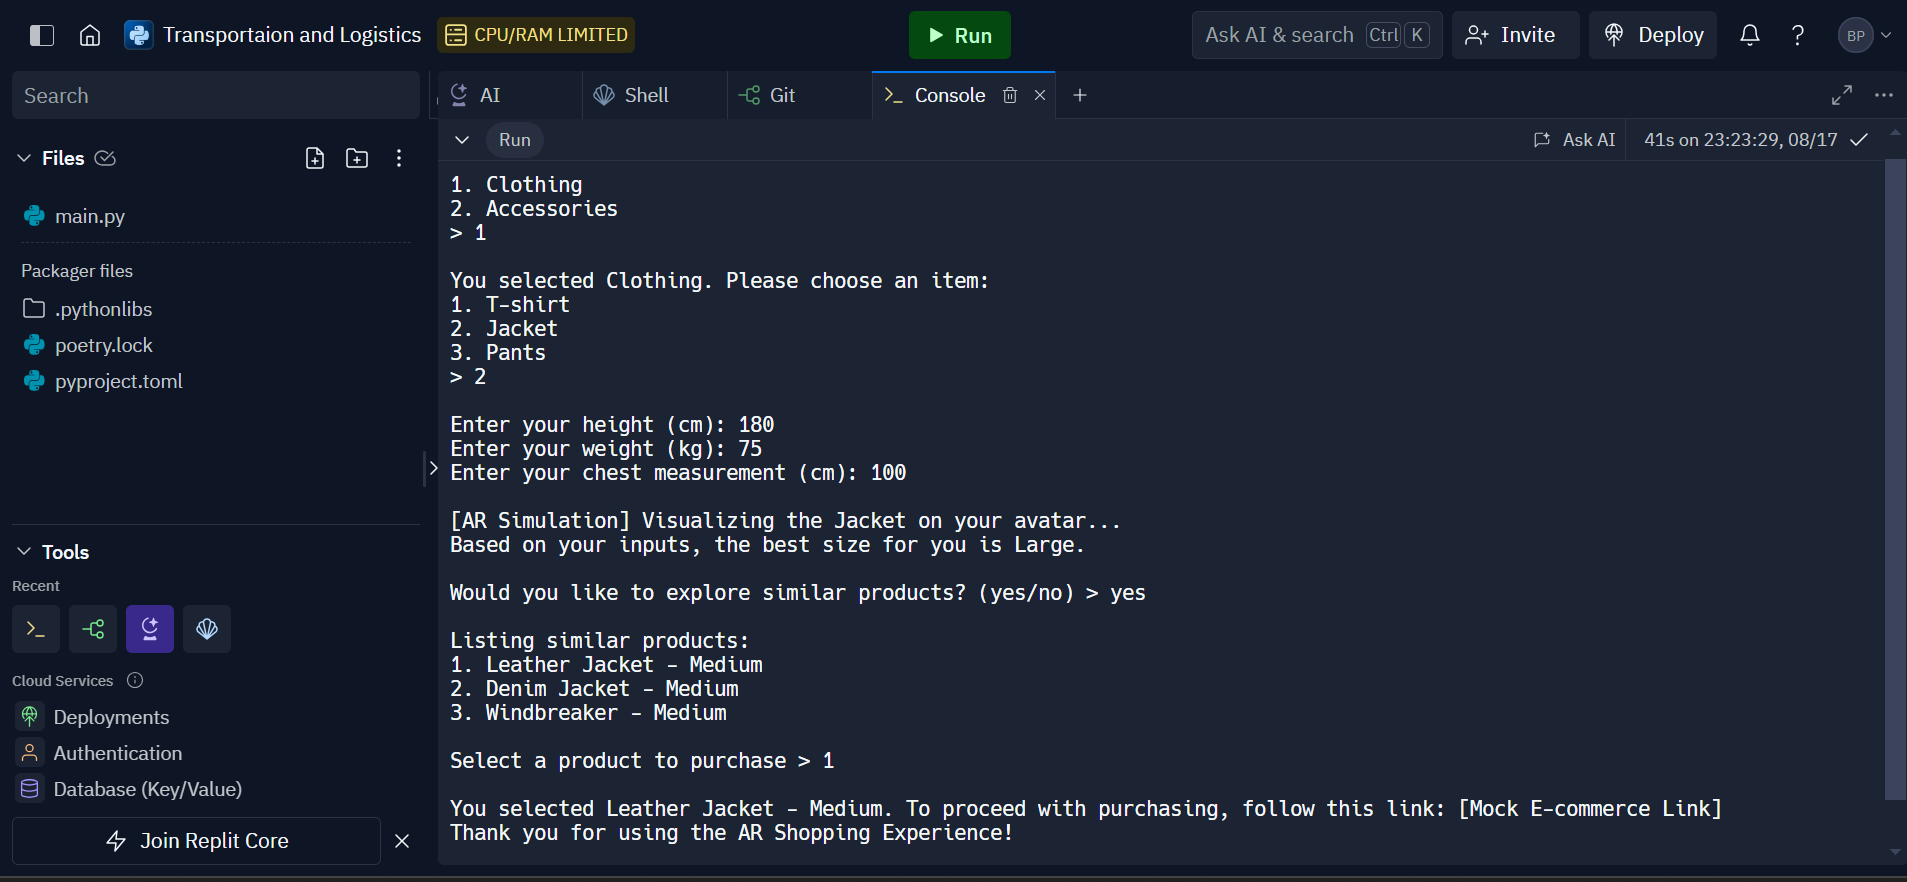 Transportaion and Logistics
CPU/RAM LIMITED
Run
Ask AI & search Ctrl K
Invite
Deploy
BP
Search
AI
Shell
Git
Console
Files
Run
Ask AI
41s on 23:23:29, 08/17
main.py
Packager files
.pythonlibs
poetry.lock
pyproject.toml
Tools
Recent
Cloud Services
Deployments
Authentication
Database (Key/Value)
Join Replit Core
1. Clothing
2. Accessories
> 1
You selected Clothing. Please choose an item:
1. T-shirt
2. Jacket
3. Pants
> 2
Enter your height (cm): 180
Enter your weight (kg): 75
Enter your chest measurement (cm): 100
[AR Simulation] Visualizing the Jacket on your avatar...
Based on your inputs, the best size for you is Large.
Would you like to explore similar products? (yes/no) > yes
Listing similar products:
1. Leather Jacket - Medium
2. Denim Jacket - Medium
3. Windbreaker - Medium
Select a product to purchase > 1
You selected Leather Jacket - Medium. To proceed with purchasing, follow this link: [Mock E-commerce Link]
Thank you for using the AR Shopping Experience!